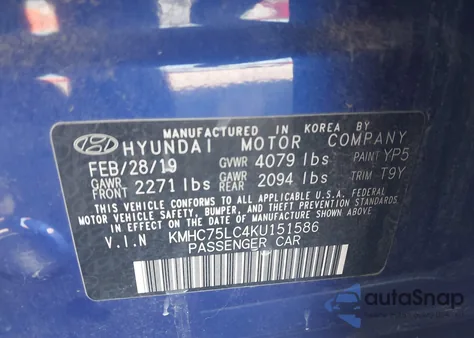 MANUFACTURED IN KOREA BY
HYUNDAI MOTOR COMPANY
FEB/28/19 GVWR 4079 lbs PAINT YP5
GAWR FRONT 2271 lbs GAWR REAR 2094 lbs TRIM T9Y
THIS VEHICLE CONFORMS TO ALL APPLICABLE U.S.A. FEDERAL
MOTOR VEHICLE SAFETY, BUMPER, AND THEFT PREVENTION
STANDARDS IN EFFECT ON THE DATE OF MANUFACTURE SHOWN ABOVE.
V.I.N KMHC75LC4KU151586
PASSENGER CAR
autoSnap